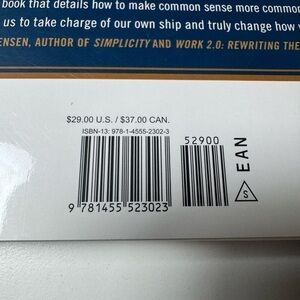 book that details how to make common sense more common
us to take charge of our own ship and truly change how
ENSEN, AUTHOR OF SIMPLICITY AND WORK 2.0: REWRITING THE
$29.00 U.S. / $37.00 CAN.
ISBN-13: 978-1-4555-2302-3
52900
EAN
S
9 781455 523023